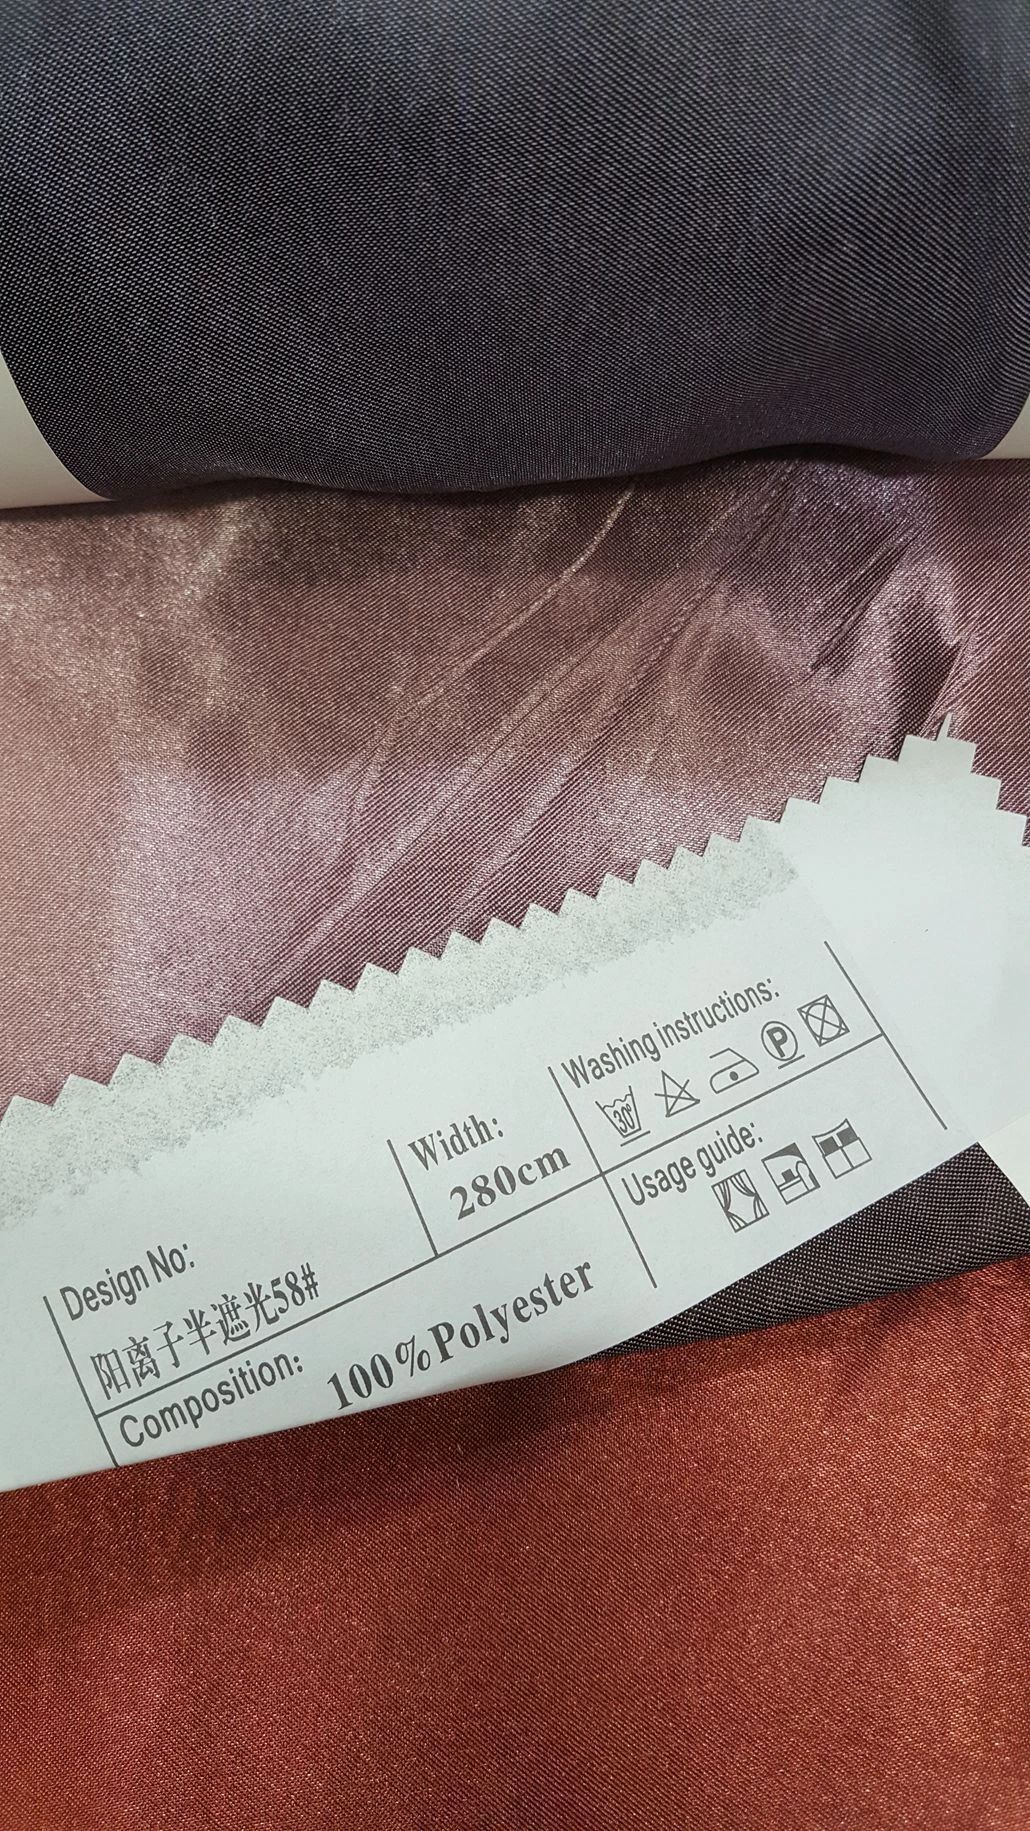 Design No:
阳离子半遮光58#
Width:
280cm
Washing instructions:
30°
P
Composition:
100%Polyester
Usage guide: